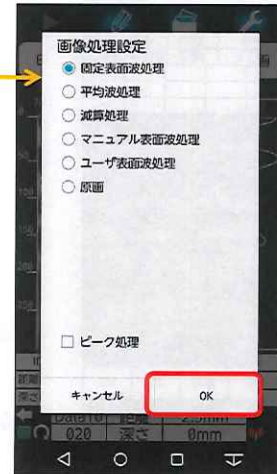 画像処理設定
固定表面波処理
平均波処理
減算処理
マニュアル表面波処理
ユーザ表面波処理
原画
ピーク処理
キャンセル
OK
020
深さ
0mm